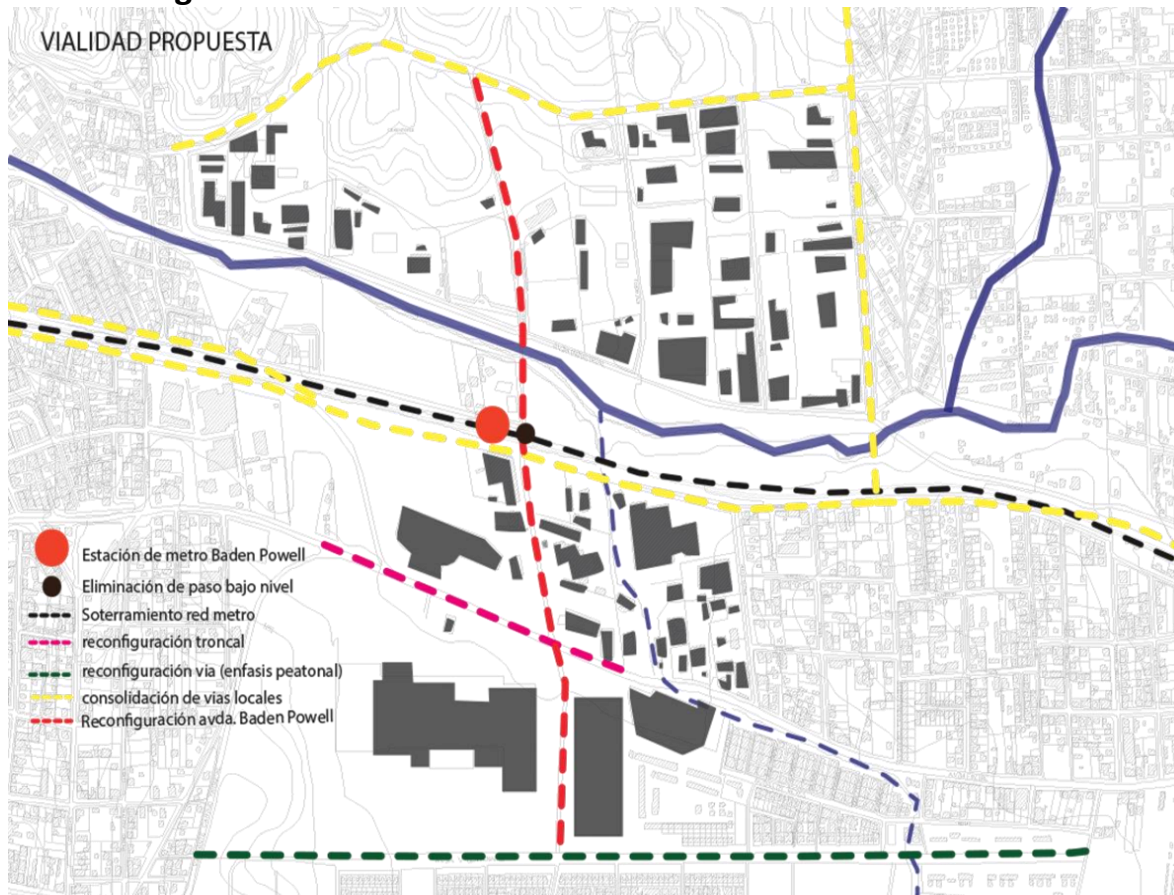 VIALIDAD PROPUESTA
Estación de metro Baden Powell
Eliminación de paso bajo nivel
Soterramiento red metro
reconfiguración troncal
reconfiguración via (enfasis peatonal)
consolidación de vias locales
Reconfiguración avda. Baden Powell